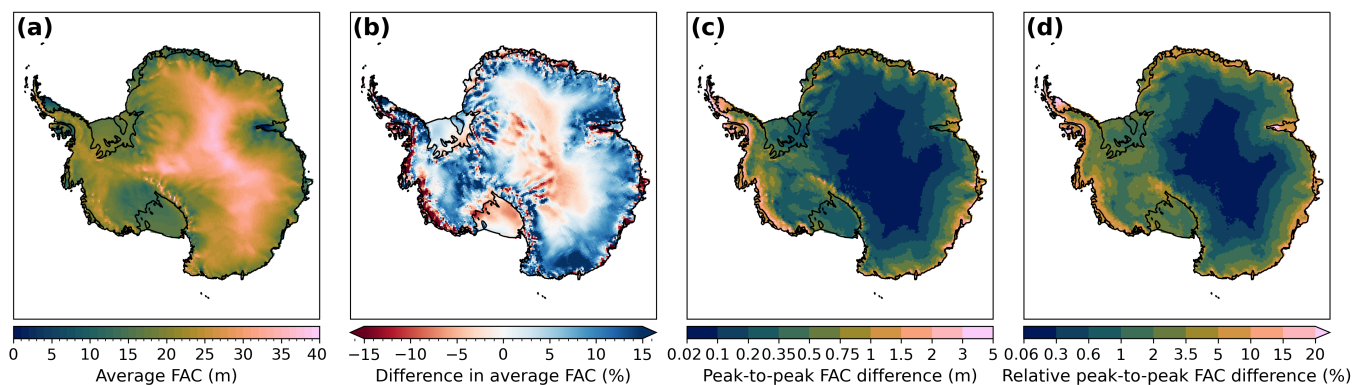 (a) (b) (c) (d)
0 5 10 15 20 25 30 35 40
Average FAC (m)
−15 −10 −5 0 5 10 15
Difference in average FAC (%)
0.02 0.1 0.2 0.35 0.5 0.75 1 1.5 2 3 5
Peak-to-peak FAC difference (m)
0.06 0.3 0.6 1 2 3.5 5 10 15 20
Relative peak-to-peak FAC difference (%)